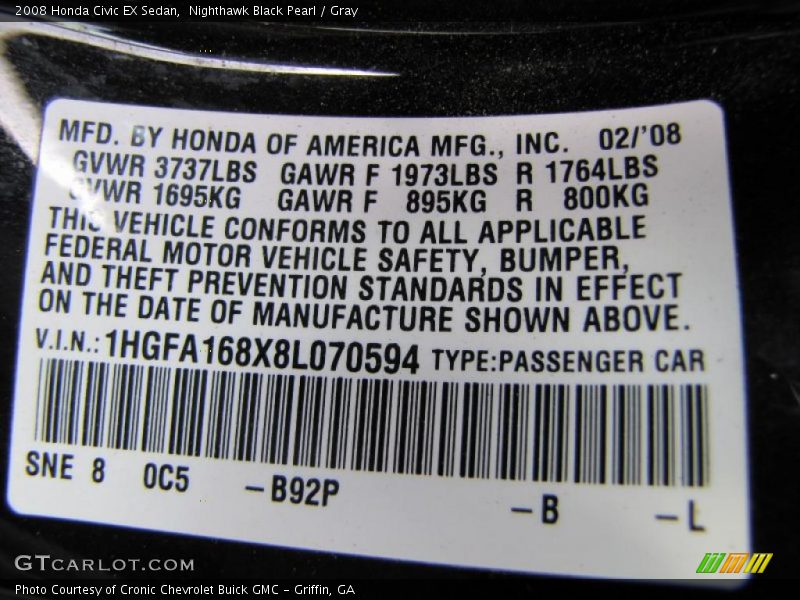 2008 Honda Civic EX Sedan,  Nighthawk Black Pearl / Gray
MFD. BY HONDA OF AMERICA MFG., INC. 02/'08
GVWR 3737LBS GAWR F 1973LBS R 1764LBS
GVWR 1695KG GAWR F 895KG R 800KG
THIS VEHICLE CONFORMS TO ALL APPLICABLE
FEDERAL MOTOR VEHICLE SAFETY, BUMPER,
AND THEFT PREVENTION STANDARDS IN EFFECT
ON THE DATE OF MANUFACTURE SHOWN ABOVE.
V.I.N.: 1HGFA168X8L070594 TYPE:PASSENGER CAR
SNE 8 0C5 -B92P -B -L
GTCARLOT.COM
Photo Courtesy of Cronic Chevrolet Buick GMC - Griffin, GA